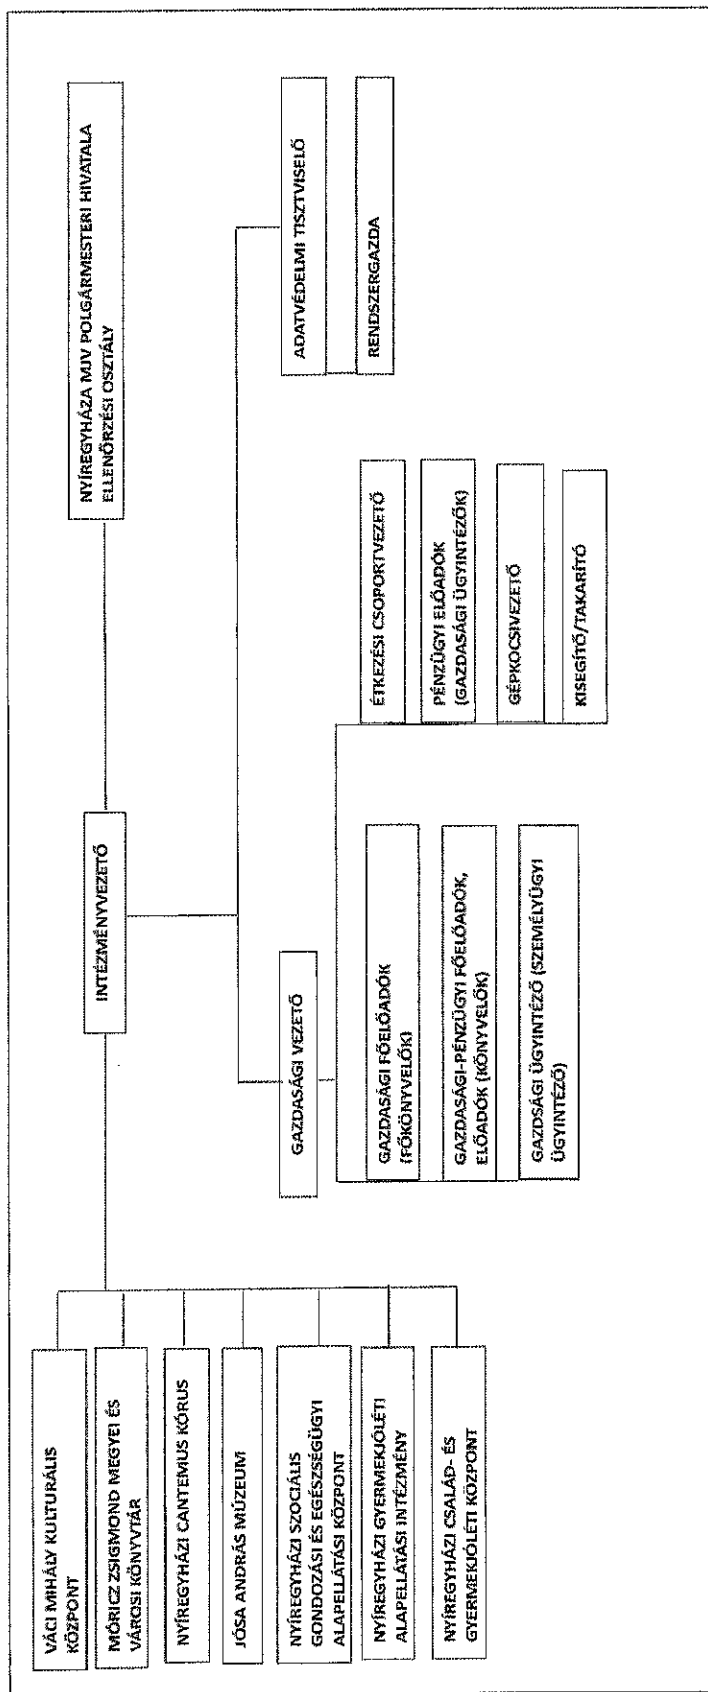 NYÍREGYHÁZA MJV POLGÁRMESTERI HIVATALA
ELLENŐRZÉSI OSZTÁLY
INTÉZMÉNYVEZETŐ
VÁCI MIHÁLY KULTURÁLIS
KÖZPONT
MÓRICZ ZSIGMOND MEGYEI ÉS
VÁROSI KÖNYVTÁR
NYÍREGYHÁZI CANTEMUS KÓRUS
JÓSA ANDRÁS MÚZEUM
NYÍREGYHÁZI SZOCIÁLIS
GONDOZÁSI ÉS EGÉSZSÉGÜGYI
ALAPELLÁTÁSI KÖZPONT
NYÍREGYHÁZI GYERMEKJÓLÉTI
ALAPELLÁTÁSI INTÉZMÉNY
NYÍREGYHÁZI CSALÁD- ÉS
GYERMEKJÓLÉTI KÖZPONT
GAZDASÁGI VEZETŐ
GAZDASÁGI FŐELŐADÓK
(FŐKÖNYVELŐK)
GAZDASÁGI-PÉNZÜGYI FŐELŐADÓK,
ELŐADÓK (KÖNYVELŐK)
GAZDSÁGI ÜGYINTÉZŐ (SZEMÉLYÜGYI
ÜGYINTÉZŐ)
ÉTKEZÉSI CSOPORTVEZETŐ
PÉNZÜGYI ELŐADÓK
(GAZDASÁGI ÜGYINTÉZŐK)
GÉPKOCSIVEZETŐ
KISEGÍTŐ/TAKARÍTÓ
ADATVÉDELMI TISZTVISELŐ
RENDSZERGAZDA